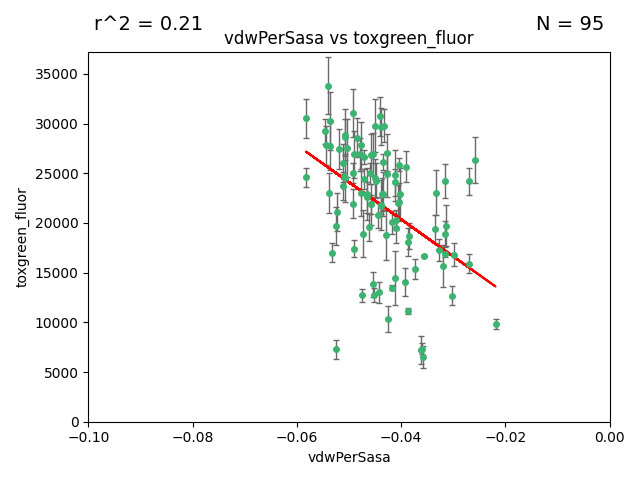 r^2 = 0.21
N = 95
vdwPerSasa vs toxgreen_fluor
toxgreen_fluor
35000
30000
25000
20000
15000
10000
5000
0
−0.10
−0.08
−0.06
−0.04
−0.02
0.00
vdwPerSasa